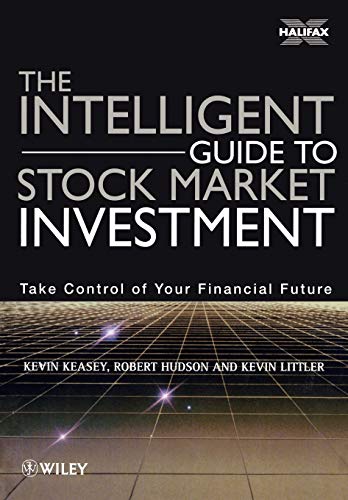 HALIFAX
THE
INTELLIGENT
GUIDE TO
STOCK MARKET
INVESTMENT
Take Control of Your Financial Future
KEVIN KEASEY, ROBERT HUDSON AND KEVIN LITTLER
WILEY